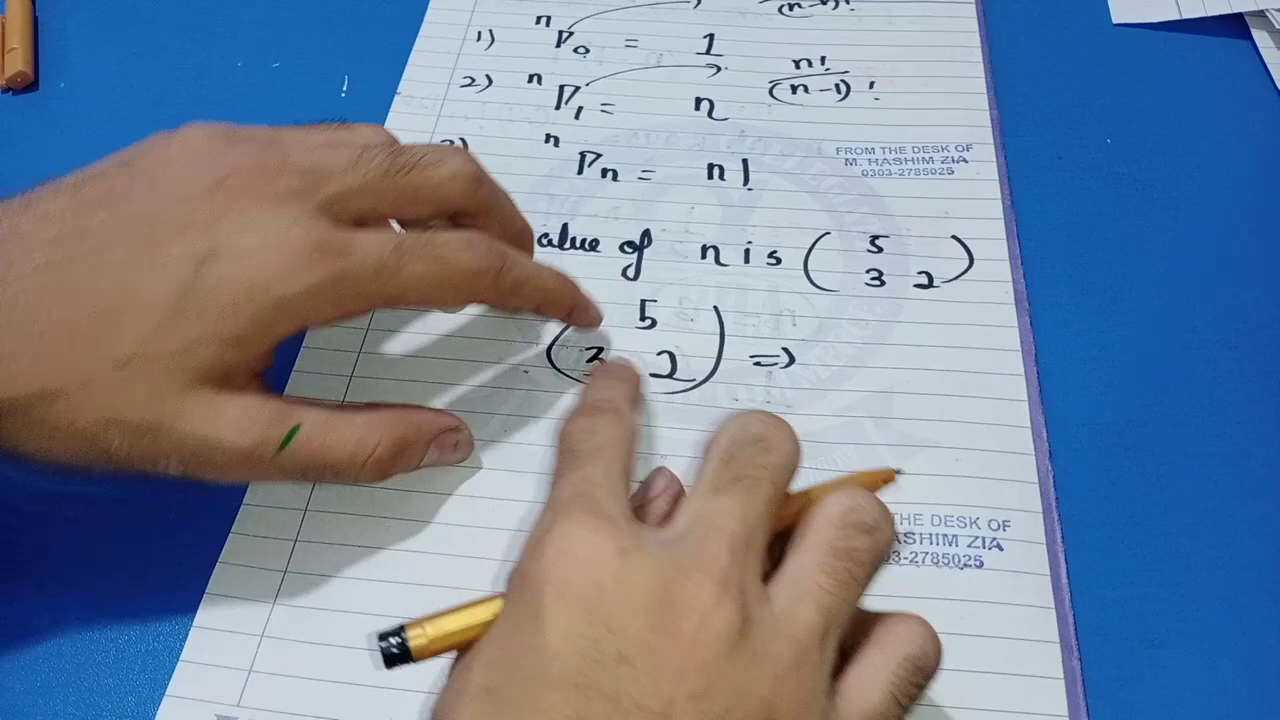 1) ⁿP₀ = 1
2) ⁿP₁ = n n!/(n-1)!
ⁿPₙ = n!
FROM THE DESK OF
M. HASHIM ZIA
0303-2785025
of n is ( 5
3 2 )
( 5
3 2 ) =>
THE DESK OF
ASHIM ZIA
03-2785025